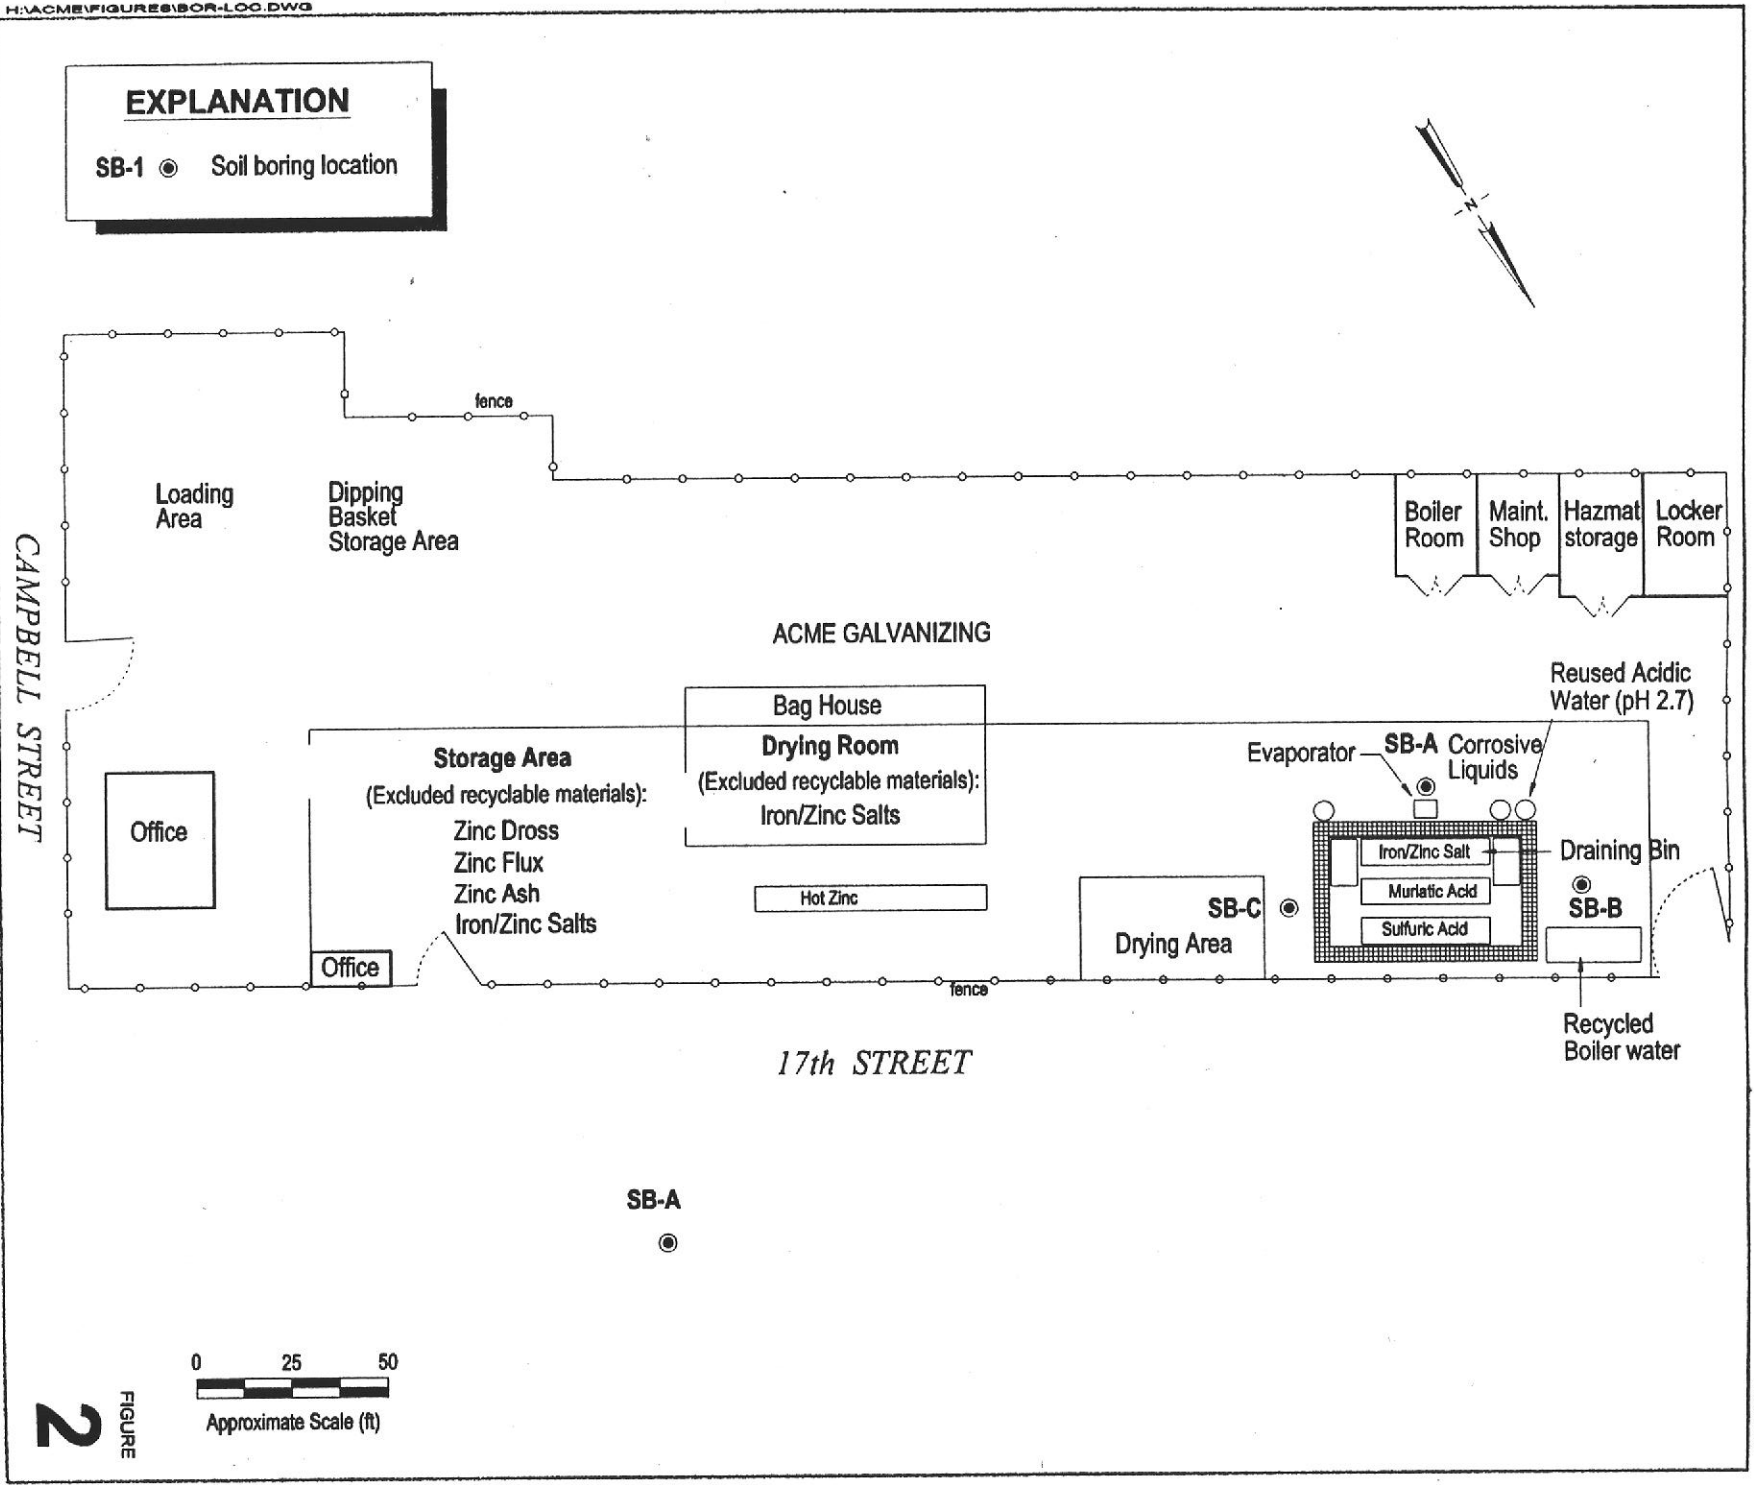 H:\ACME\FIGURES\BOR-LOC.DWG
EXPLANATION
SB-1 Soil boring location
N
fence
Loading
Area
Dipping
Basket
Storage Area
Boiler
Room
Maint.
Shop
Hazmat
storage
Locker
Room
CAMPBELL STREET
ACME GALVANIZING
Reused Acidic
Water (pH 2.7)
Bag House
Storage Area
(Excluded recyclable materials):
Zinc Dross
Zinc Flux
Zinc Ash
Iron/Zinc Salts
Drying Room
(Excluded recyclable materials):
Iron/Zinc Salts
Evaporator
SB-A
Corrosive
Liquids
Office
Iron/Zinc Salt
Draining Bin
Muriatic Acid
Sulfuric Acid
Hot Zinc
SB-C
SB-B
Drying Area
Office
fence
Recycled
Boiler water
17th STREET
SB-A
0 25 50
Approximate Scale (ft)
FIGURE
2